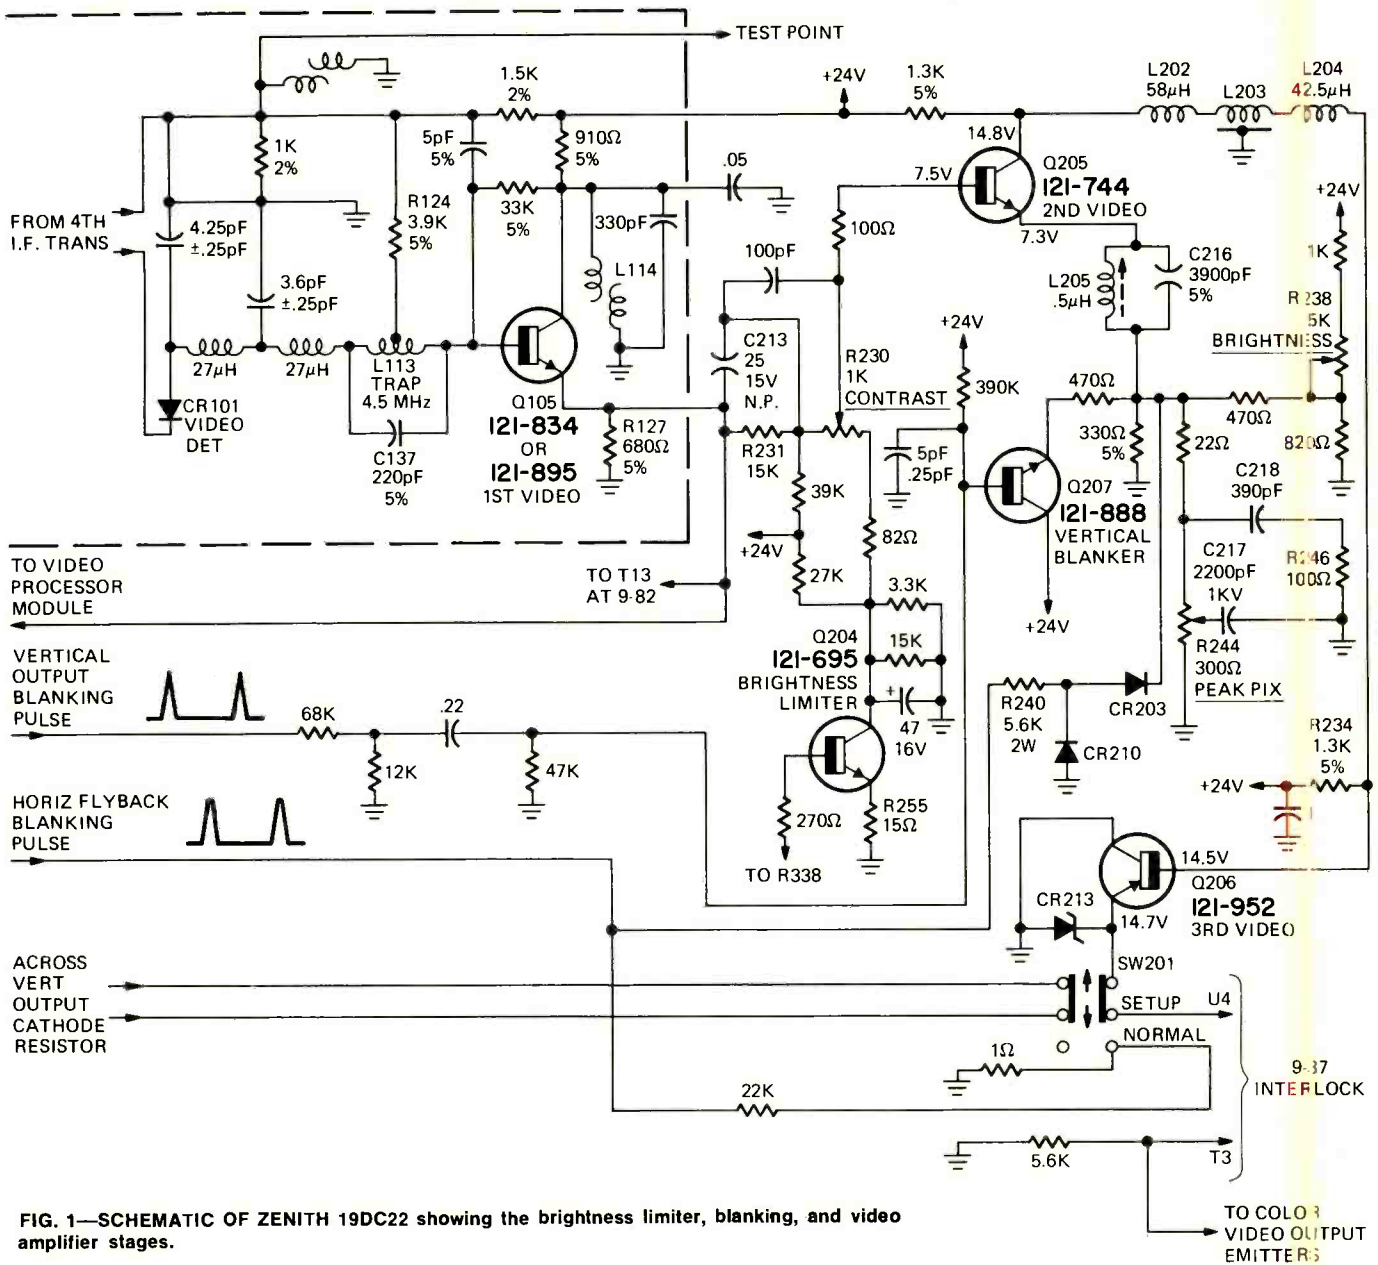 TEST POINT
1.5K
2%
+24V
1.3K
5%
L202
58µH
L203
L204
42.5µH
1K
2%
5pF
5%
910Ω
5%
14.8V
Q205
121-744
2ND VIDEO
7.5V
7.3V
.05
+24V
FROM 4TH
I.F. TRANS
4.25pF
±.25pF
R124
3.9K
5%
33K
5%
330pF
100Ω
100pF
L114
3.6pF
±.25pF
L205
.5µH
C216
3900pF
5%
1K
R238
5K
BRIGHTNESS
27µH
27µH
L113
TRAP
4.5 MHz
C213
25
15V
N.P.
R230
1K
CONTRAST
+24V
390K
470Ω
470Ω
CR101
VIDEO
DET
Q105
121-834
OR
121-895
1ST VIDEO
R127
680Ω
5%
C137
220pF
5%
R231
15K
5pF
.25pF
330Ω
5%
22Ω
820Ω
39K
Q207
121-888
VERTICAL
BLANKER
C218
390pF
+24V
82Ω
27K
C217
2200pF
1KV
R246
100Ω
TO VIDEO
PROCESSOR
MODULE
TO T13
AT 9-82
3.3K
+24V
Q204
121-695
BRIGHTNESS
LIMITER
15K
+
47
16V
R244
300Ω
PEAK PIX
VERTICAL
OUTPUT
BLANKING
PULSE
68K
.22
12K
47K
R240
5.6K
2W
CR203
CR210
R234
1.3K
5%
+24V
HORIZ FLYBACK
BLANKING
PULSE
270Ω
R255
15Ω
TO R338
14.5V
Q206
121-952
3RD VIDEO
CR213
14.7V
ACROSS
VERT
OUTPUT
CATHODE
RESISTOR
SW201
SETUP
U4
NORMAL
1Ω
22K
9-87
INTERLOCK
5.6K
T3
TO COLOR
VIDEO OUTPUT
EMITTERS
FIG. 1—SCHEMATIC OF ZENITH 19DC22 showing the brightness limiter, blanking, and video
amplifier stages.